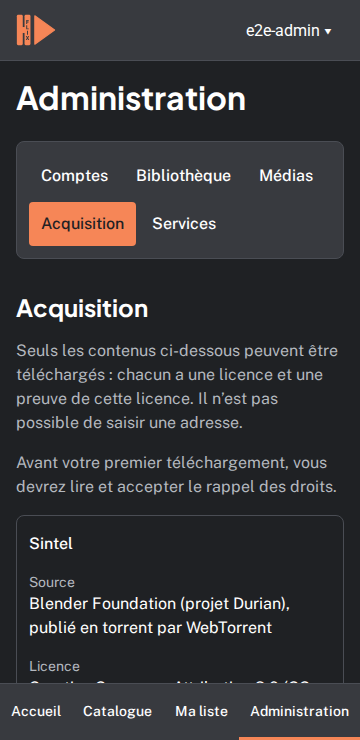 e2e-admin
Administration
Comptes Bibliothèque Médias
Acquisition Services
Acquisition
Seuls les contenus ci-dessous peuvent être
téléchargés : chacun a une licence et une
preuve de cette licence. Il n'est pas
possible de saisir une adresse.
Avant votre premier téléchargement, vous
devrez lire et accepter le rappel des droits.
Sintel
Source
Blender Foundation (projet Durian),
publié en torrent par WebTorrent
Licence
Accueil Catalogue Ma liste Administration